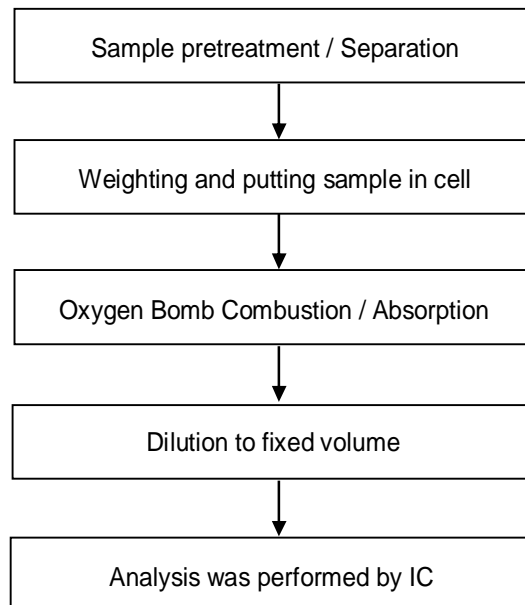 Sample pretreatment / Separation
Weighting and putting sample in cell
Oxygen Bomb Combustion / Absorption
Dilution to fixed volume
Analysis was performed by IC